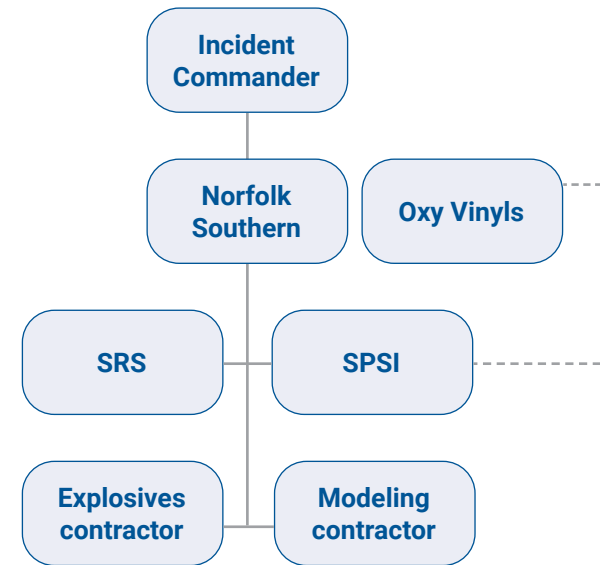 Incident
Commander
Norfolk
Southern
Oxy Vinyls
SRS
SPSI
Explosives
contractor
Modeling
contractor